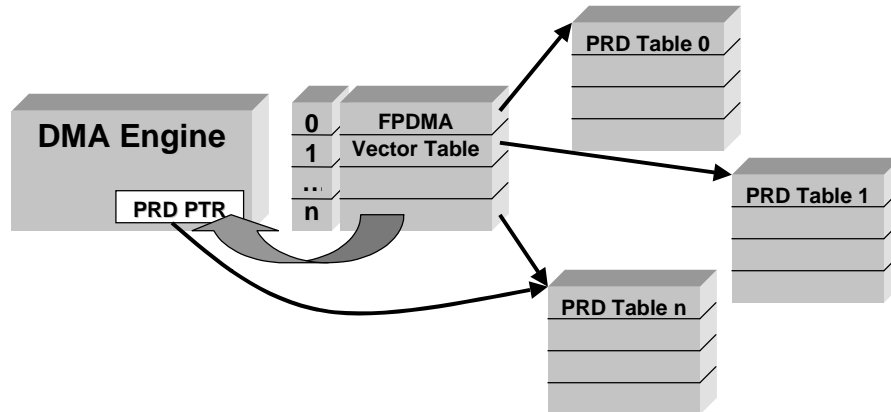 DMA Engine
PRD PTR
0
1
...
n
FPDMA
Vector Table
PRD Table 0
PRD Table 1
PRD Table n